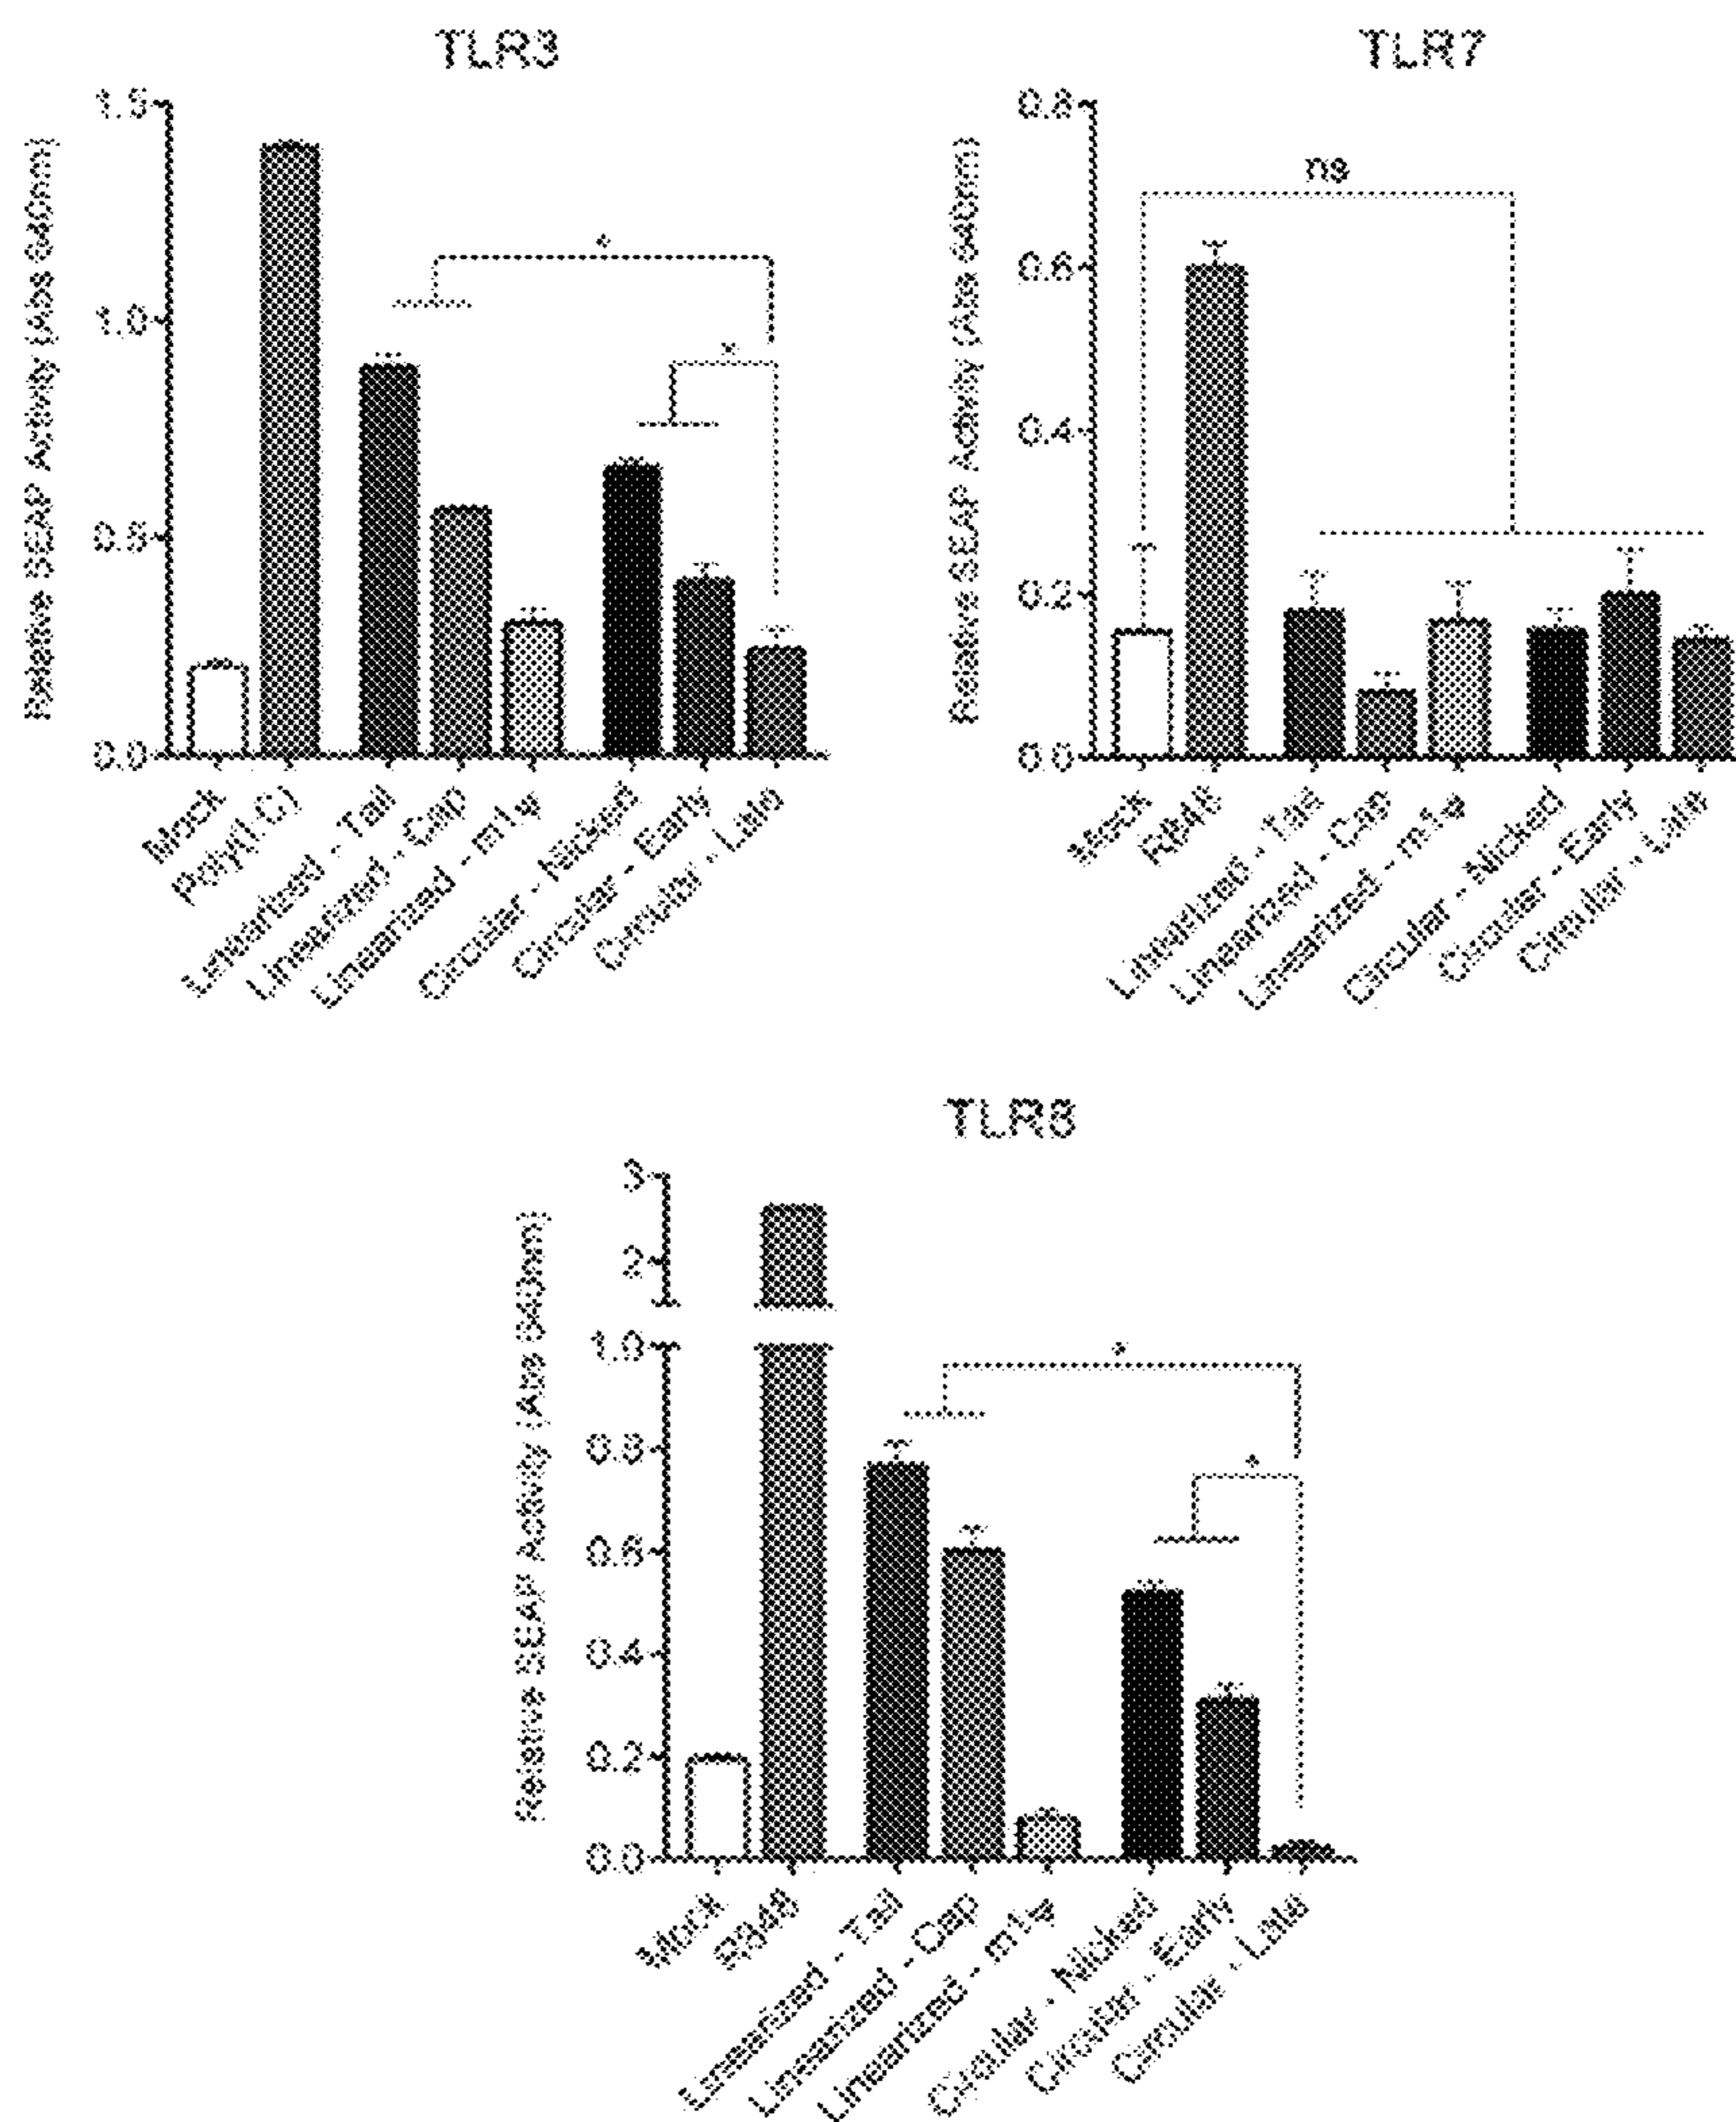 TLR3
Relative SEAP Activity [Abs 640nm]
1.5
1.0
0.5
0.0
*
*
Mock
Poly(I:C)
Linearized - Tail
Linearized - Cap
Linearized - m1ψ
Circular - Nicked
Circular - Early
Circular - Late
TLR7
Relative SEAP Activity [Abs 640nm]
0.8
0.6
0.4
0.2
0.0
ns
Mock
R848
Linearized - Tail
Linearized - Cap
Linearized - m1ψ
Circular - Nicked
Circular - Early
Circular - Late
TLR8
Relative SEAP Activity [Abs 640nm]
3
2
1.0
0.8
0.6
0.4
0.2
0.0
*
*
Mock
R848
Linearized - Tail
Linearized - Cap
Linearized - m1ψ
Circular - Nicked
Circular - Early
Circular - Late